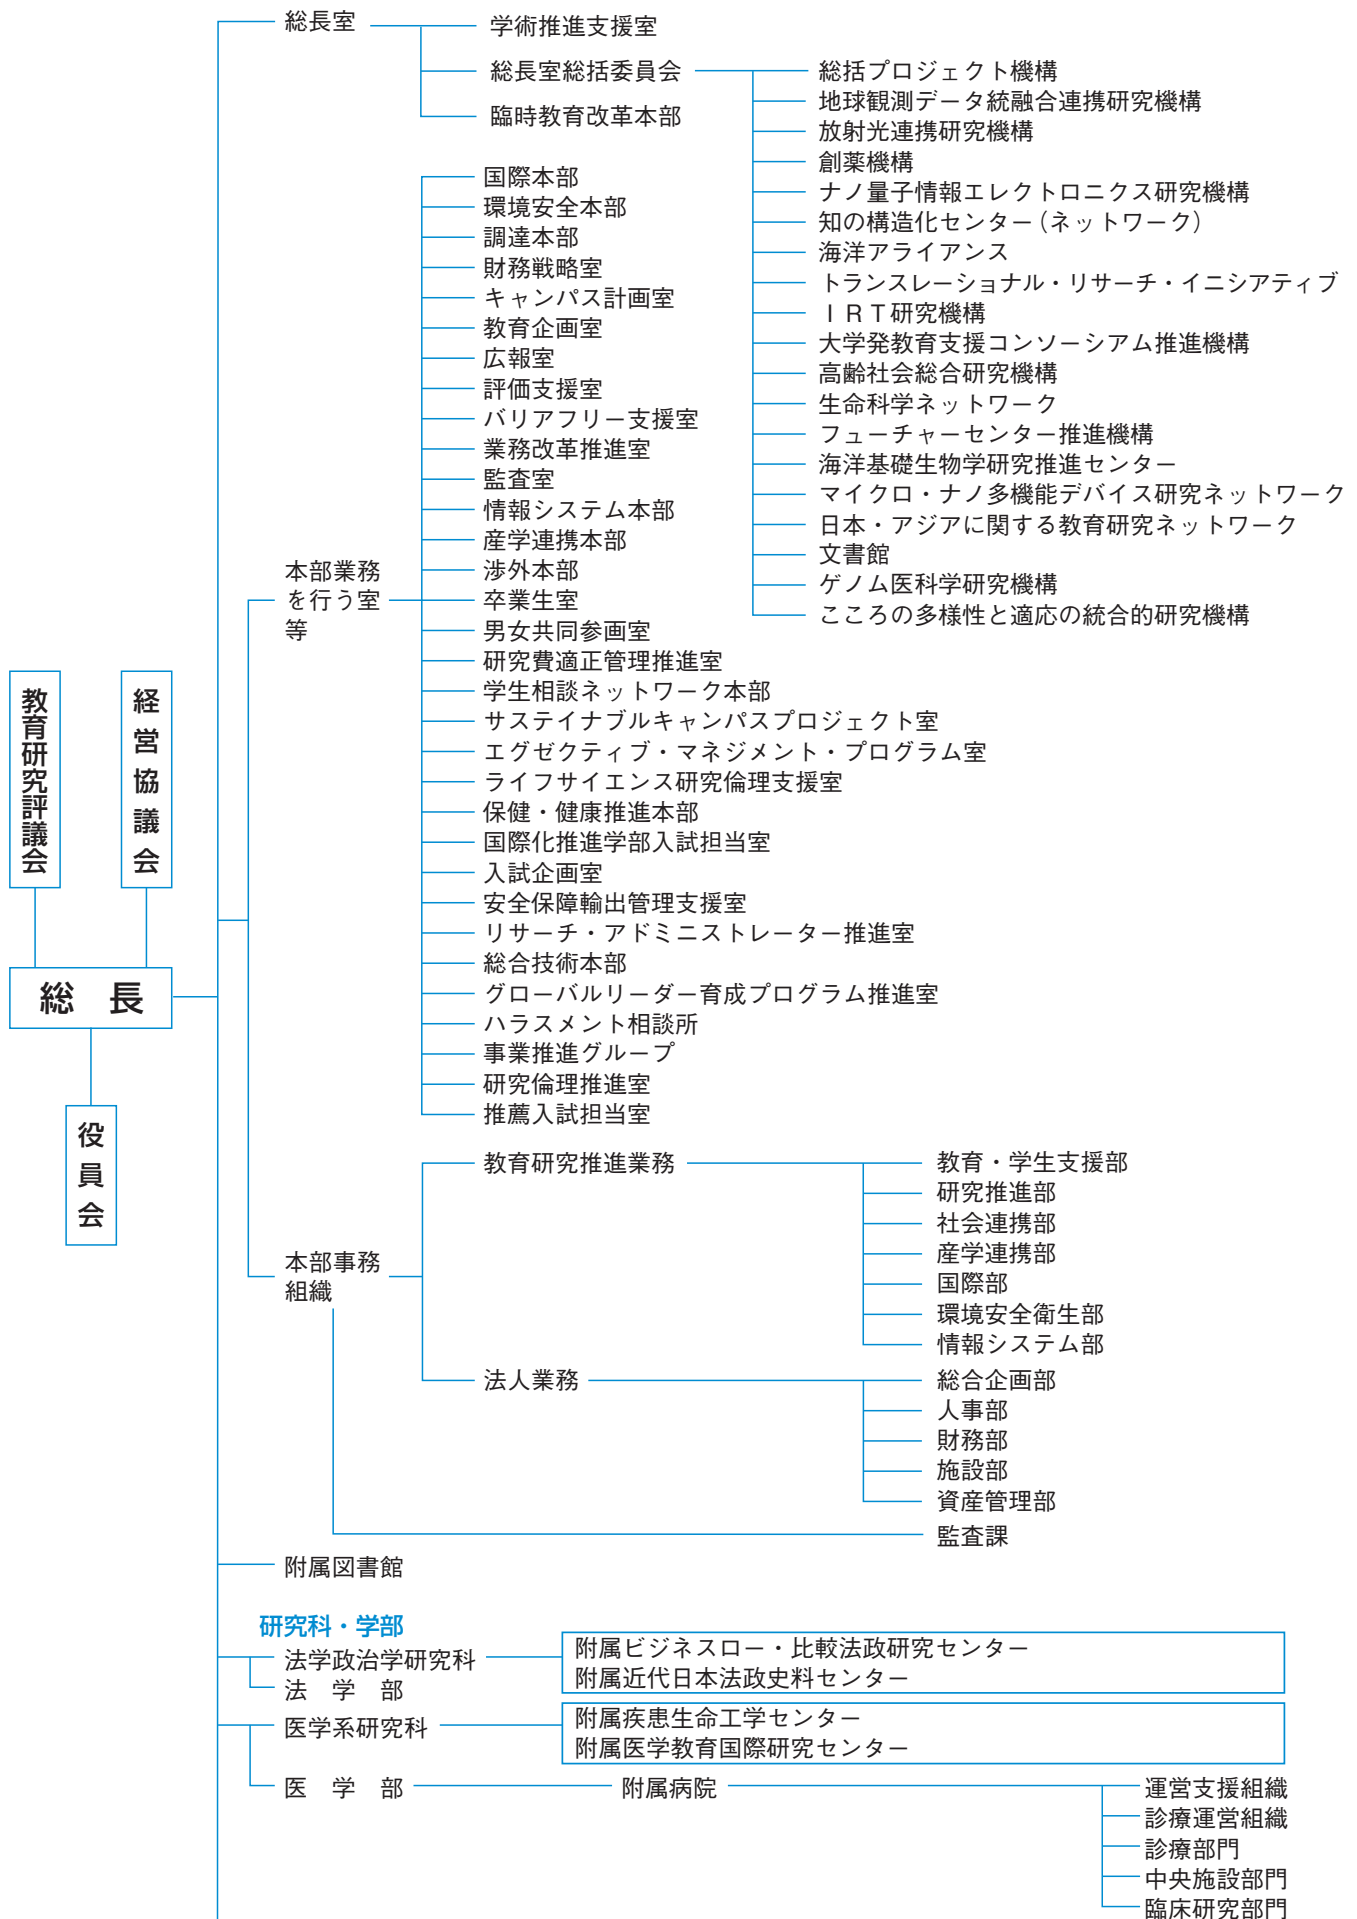 総長室
学術推進支援室
総長室総括委員会
臨時教育改革本部
総括プロジェクト機構
地球観測データ統融合連携研究機構
放射光連携研究機構
創薬機構
ナノ量子情報エレクトロニクス研究機構
知の構造化センター（ネットワーク）
海洋アライアンス
トランスレーショナル・リサーチ・イニシアティブ
ＩＲＴ研究機構
大学発教育支援コンソーシアム推進機構
高齢社会総合研究機構
生命科学ネットワーク
フューチャーセンター推進機構
海洋基礎生物学研究推進センター
マイクロ・ナノ多機能デバイス研究ネットワーク
日本・アジアに関する教育研究ネットワーク
文書館
ゲノム医科学研究機構
こころの多様性と適応の統合的研究機構
本部業務
を行う室
等
国際本部
環境安全本部
調達本部
財務戦略室
キャンパス計画室
教育企画室
広報室
評価支援室
バリアフリー支援室
業務改革推進室
監査室
情報システム本部
産学連携本部
渉外本部
卒業生室
男女共同参画室
研究費適正管理推進室
学生相談ネットワーク本部
サステイナブルキャンパスプロジェクト室
エグゼクティブ・マネジメント・プログラム室
ライフサイエンス研究倫理支援室
保健・健康推進本部
国際化推進学部入試担当室
入試企画室
安全保障輸出管理支援室
リサーチ・アドミニストレーター推進室
総合技術本部
グローバルリーダー育成プログラム推進室
ハラスメント相談所
事業推進グループ
研究倫理推進室
推薦入試担当室
教育研究評議会
経営協議会
総　長
役員会
本部事務
組織
教育研究推進業務
教育・学生支援部
研究推進部
社会連携部
産学連携部
国際部
環境安全衛生部
情報システム部
法人業務
総合企画部
人事部
財務部
施設部
資産管理部
監査課
附属図書館
研究科・学部
法学政治学研究科
法　学　部
附属ビジネスロー・比較法政研究センター
附属近代日本法政史料センター
医学系研究科
附属疾患生命工学センター
附属医学教育国際研究センター
医　学　部
附属病院
運営支援組織
診療運営組織
診療部門
中央施設部門
臨床研究部門